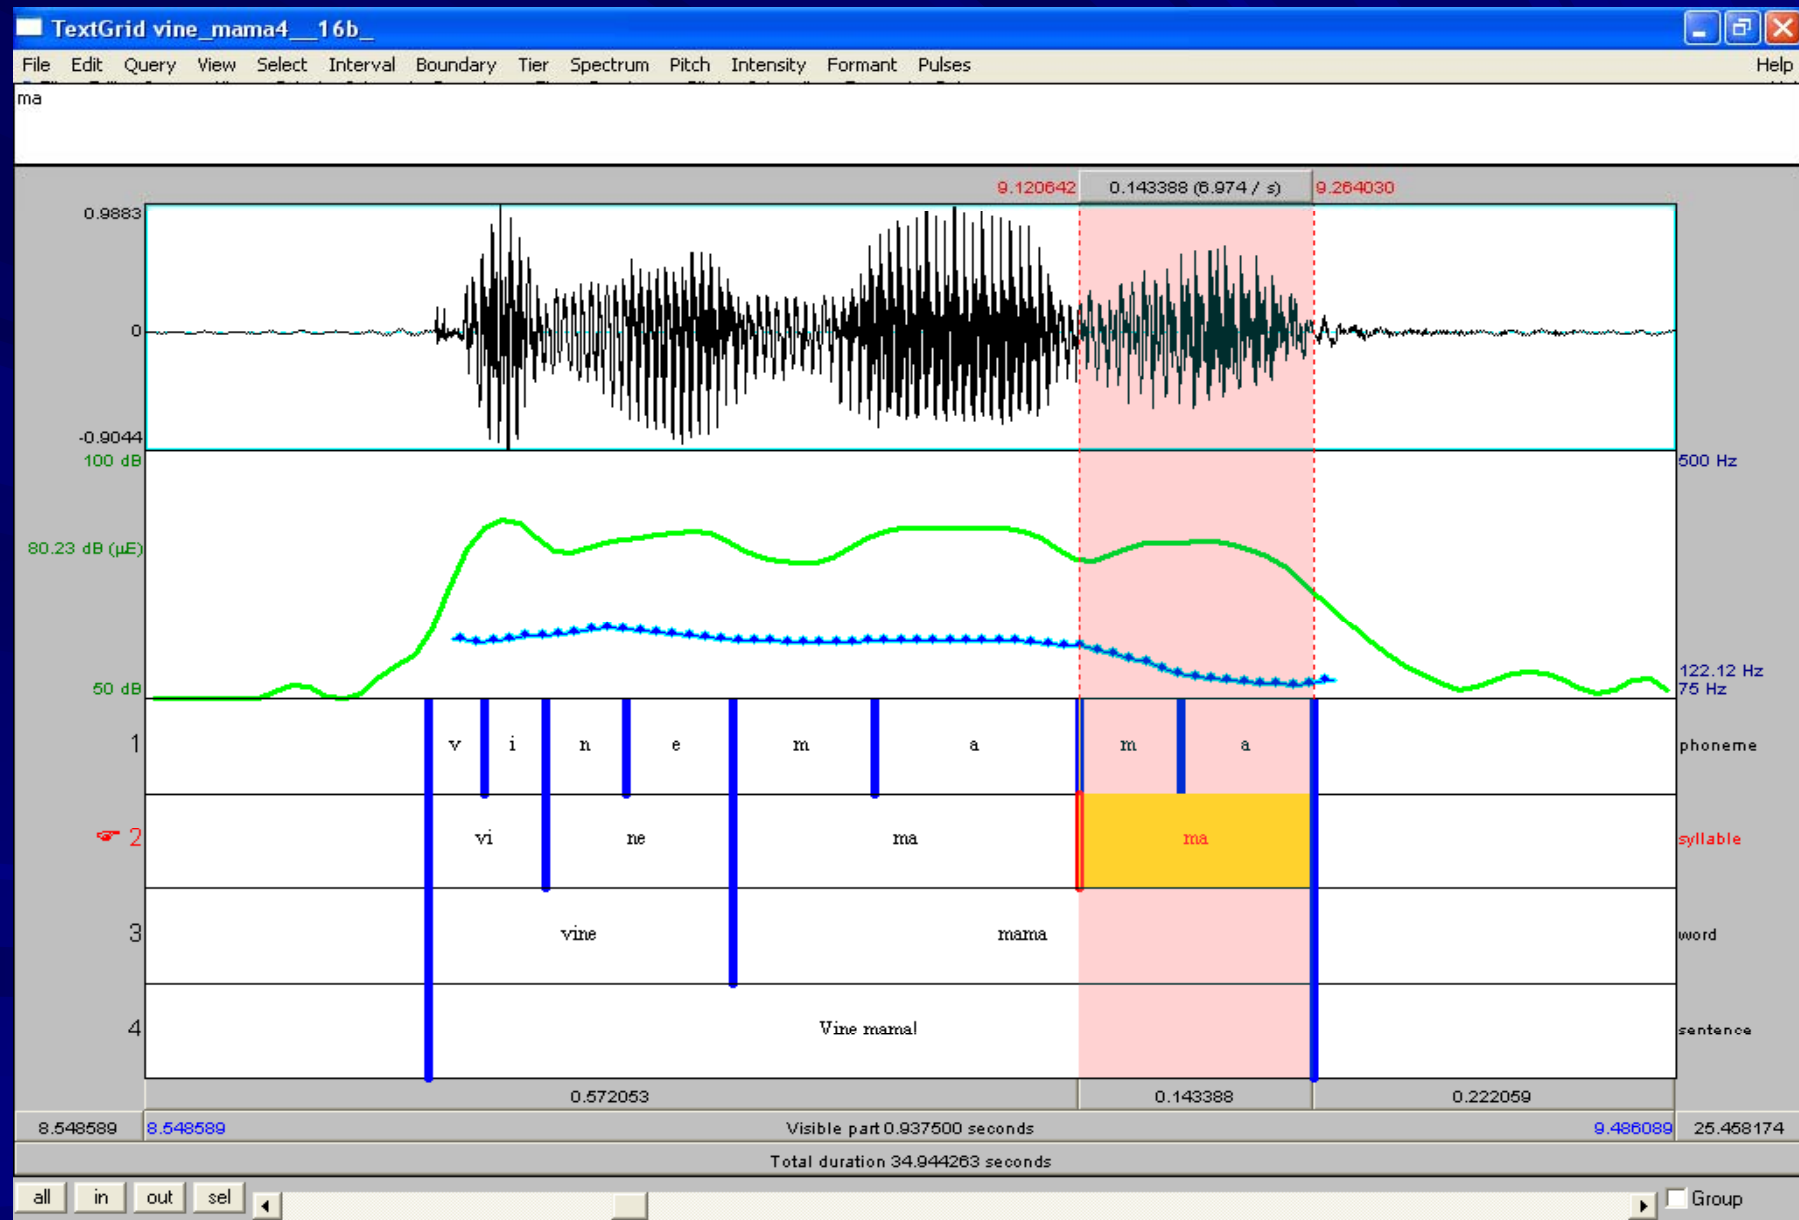 TextGrid vine_mama4__16b_
File Edit Query View Select Interval Boundary Tier Spectrum Pitch Intensity Formant Pulses Help
ma
9.120642 0.143388 (6.974 / s) 9.264030
0.9883
0
-0.9044
100 dB 500 Hz
80.23 dB (µE)
122.12 Hz
50 dB 75 Hz
1 v i n e m a m a phoneme
2 vi ne ma ma syllable
3 vine mama word
4 Vine mama! sentence
0.572053 0.143388 0.222059
8.548589 8.548589 Visible part 0.937500 seconds 9.486089 25.458174
Total duration 34.944263 seconds
all in out sel Group